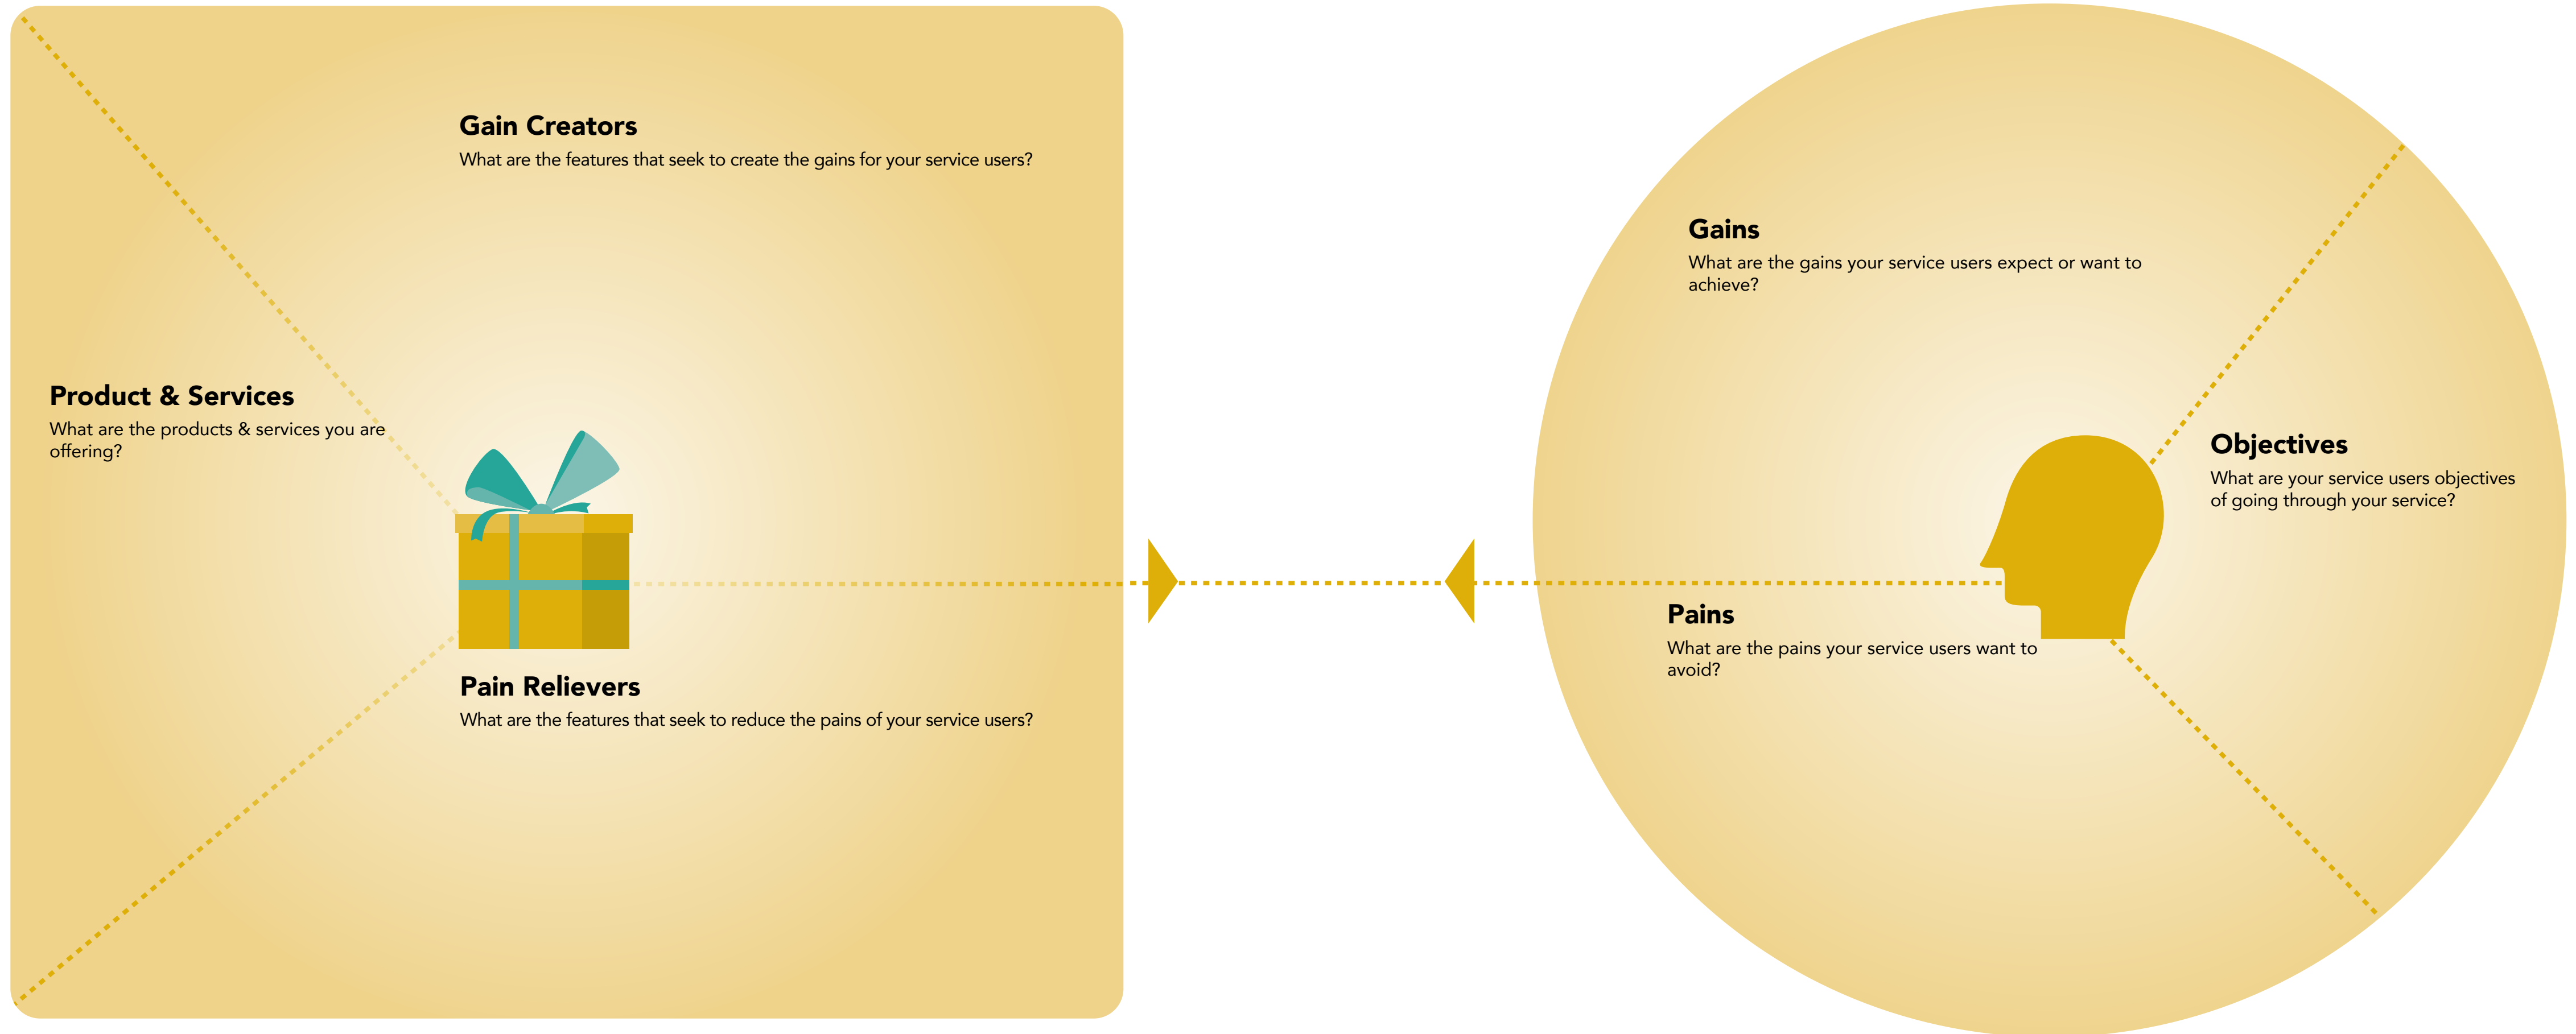 Gain Creators
What are the features that seek to create the gains for your service users?
Product & Services
What are the products & services you are
offering?
Pain Relievers
What are the features that seek to reduce the pains of your service users?
Gains
What are the gains your service users expect or want to
achieve?
Objectives
What are your service users objectives
of going through your service?
Pains
What are the pains your service users want to
avoid?